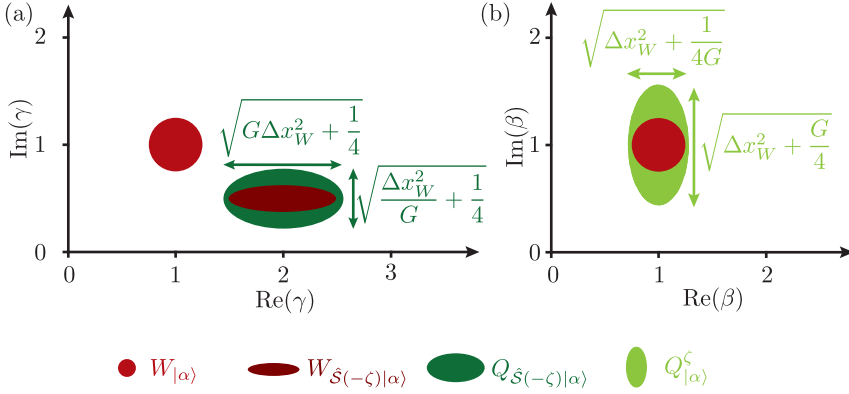 (a)
Im(γ)
2
1
0
0
1
2
3
Re(γ)
√(GΔx_W^2 + 1/4)
√(Δx_W^2/G + 1/4)
(b)
Im(β)
2
1
0
0
1
2
Re(β)
√(Δx_W^2 + 1/4G)
√(Δx_W^2 + G/4)
W_{|α⟩}
W_{Ŝ(−ζ)|α⟩}
Q_{Ŝ(−ζ)|α⟩}
Q^ζ_{|α⟩}